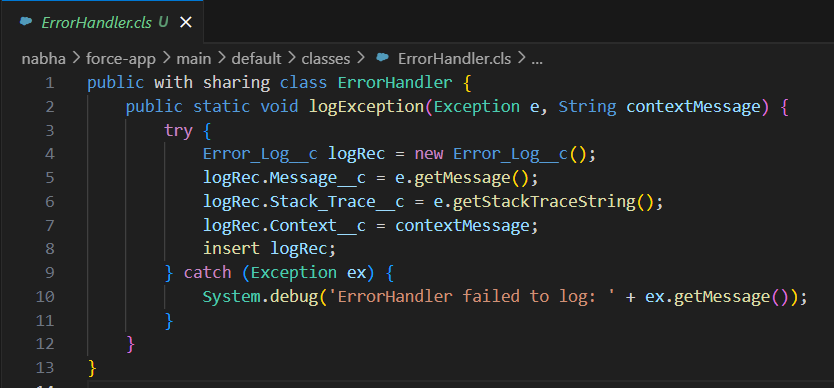 ErrorHandler.cls U ×
nabha > force-app > main > default > classes > ErrorHandler.cls > ...
1 public with sharing class ErrorHandler {
2     public static void logException(Exception e, String contextMessage) {
3         try {
4             Error_Log__c logRec = new Error_Log__c();
5             logRec.Message__c = e.getMessage();
6             logRec.Stack_Trace__c = e.getStackTraceString();
7             logRec.Context__c = contextMessage;
8             insert logRec;
9         } catch (Exception ex) {
10             System.debug('ErrorHandler failed to log: ' + ex.getMessage());
11         }
12     }
13 }
14